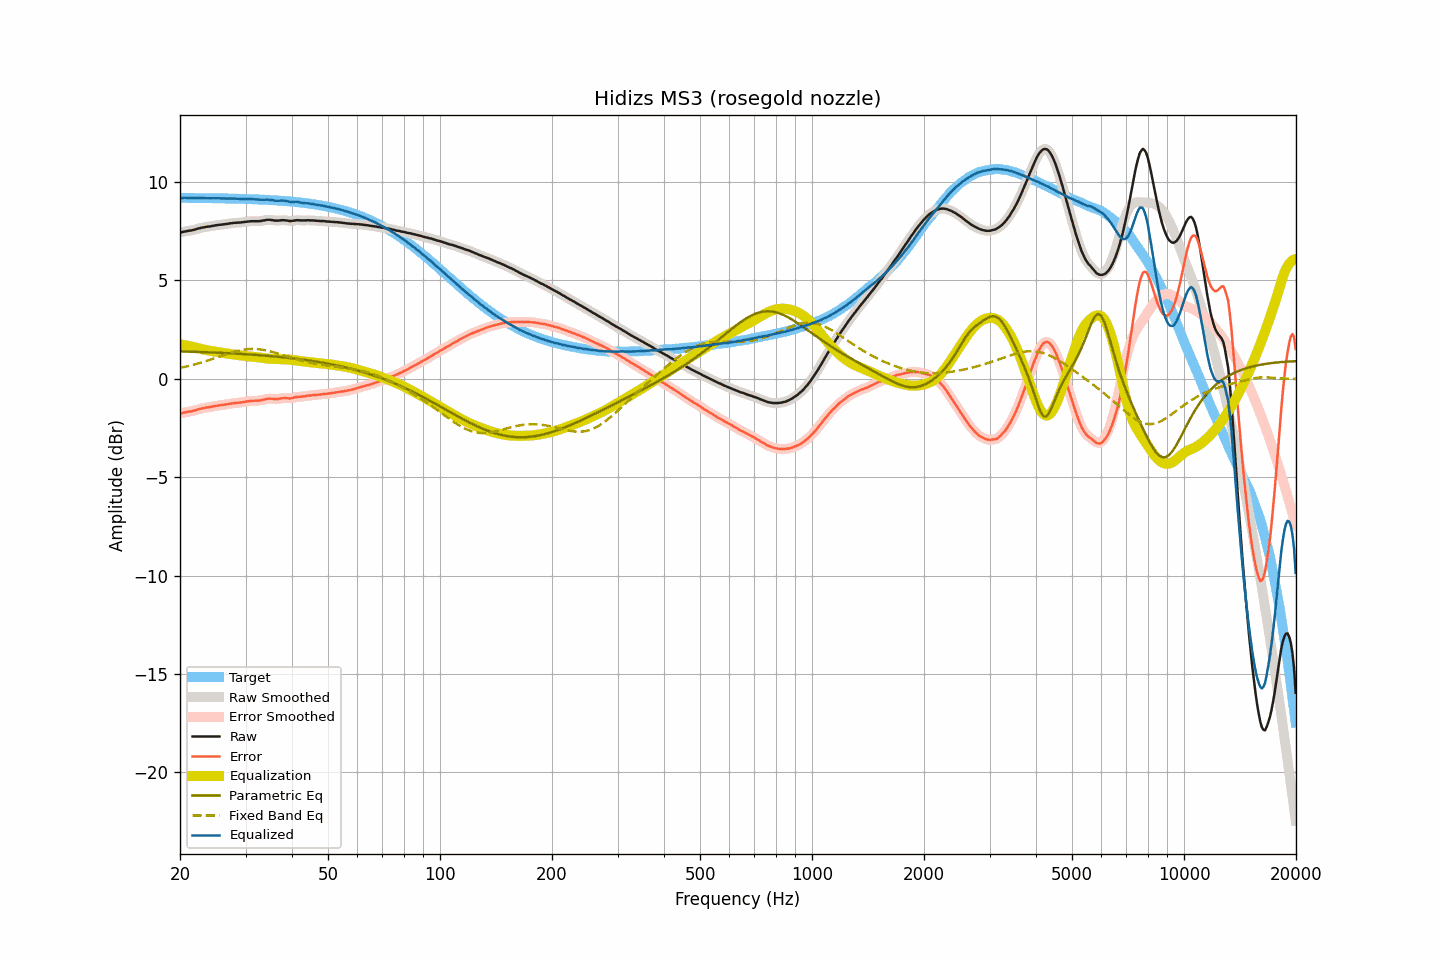 Hidizs MS3 (rosegold nozzle)
Amplitude (dBr)
10
5
0
−5
−10
−15
−20
Target
Raw Smoothed
Error Smoothed
Raw
Error
Equalization
Parametric Eq
Fixed Band Eq
Equalized
20 50 100 200 500 1000 2000 5000 10000 20000
Frequency (Hz)